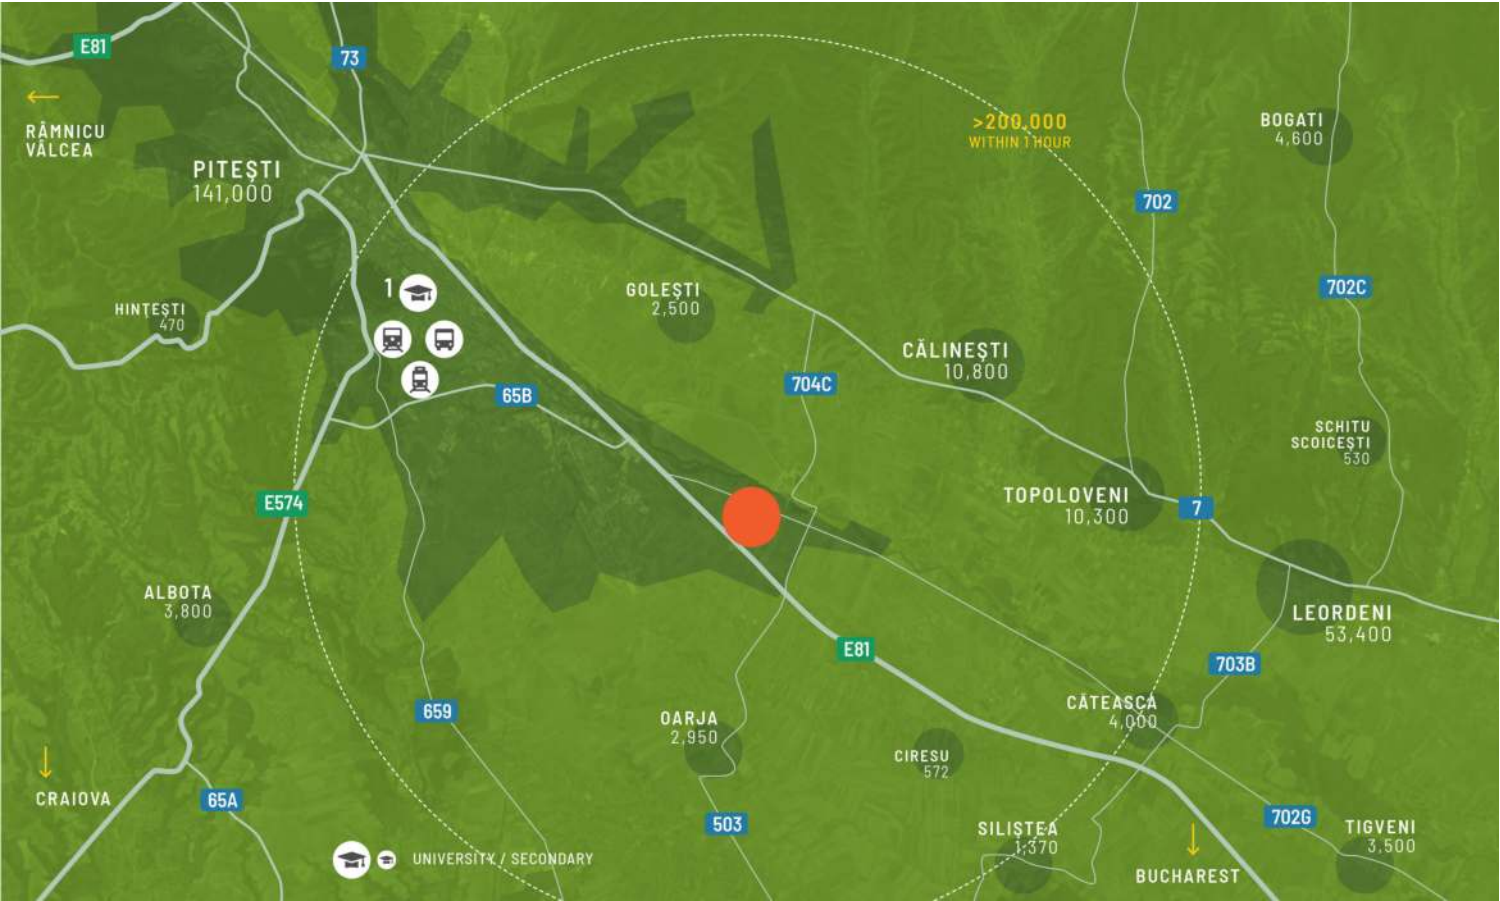 E81
73
RÂMNICU
VÂLCEA
PITEȘTI
141,000
>200,000
WITHIN 1 HOUR
BOGATI
4,600
702
702C
1
HINȚEȘTI
470
GOLEȘTI
2,500
CĂLINEȘTI
10,800
704C
65B
SCHITU
SCOICEȘTI
530
E574
TOPOLOVENI
10,300
7
ALBOTA
3,800
LEORDENI
53,400
E81
703B
659
OARJA
2,950
CĂTEASCĂ
4,000
CIRESU
572
CRAIOVA
65A
503
702G
SILIȘTEA
1,370
TIGVENI
3,500
UNIVERSITY / SECONDARY
BUCHAREST